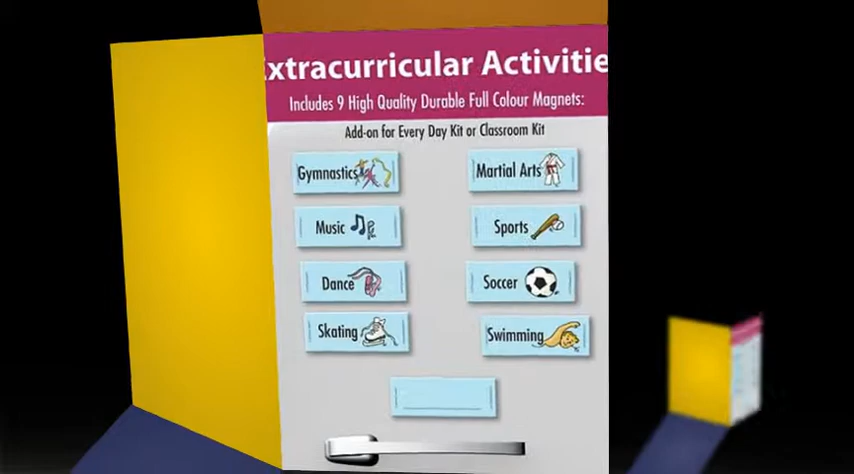 xtracurricular Activitie
Includes 9 High Quality Durable Full Colour Magnets:
Add-on for Every Day Kit or Classroom Kit
Gymnastics
Martial Arts
Music
Sports
Dance
Soccer
Skating
Swimming